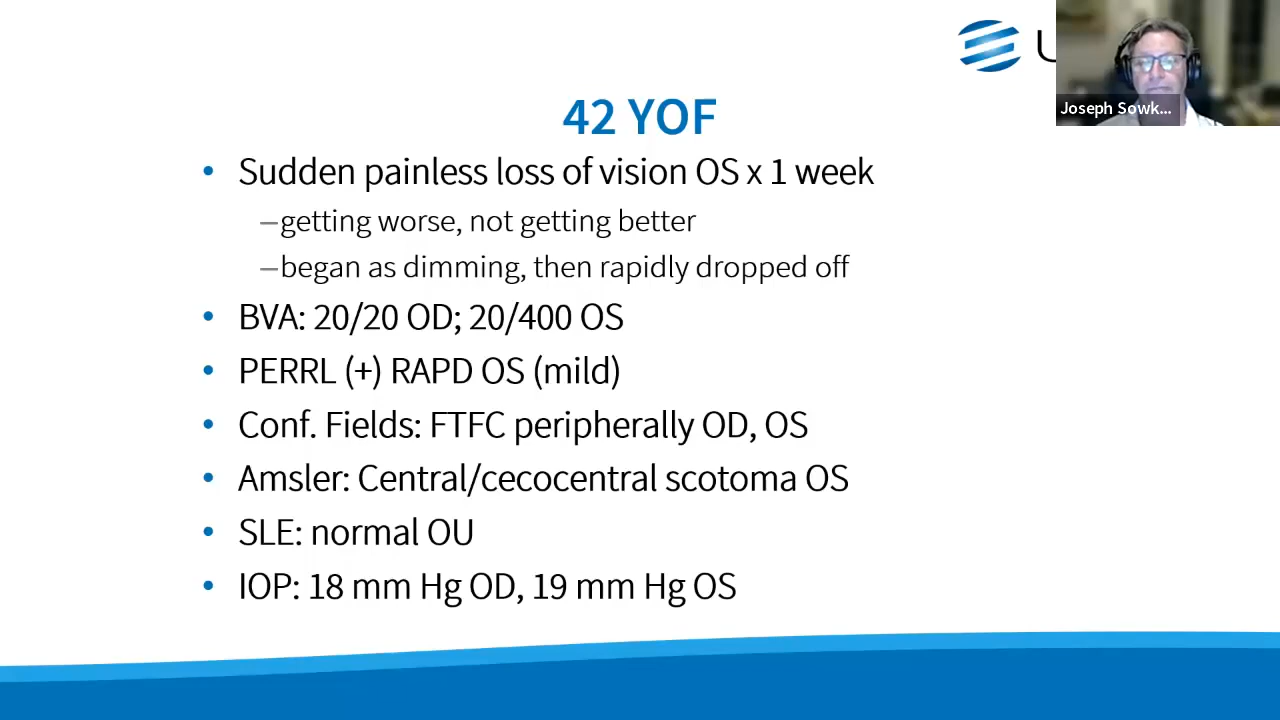 U
Joseph Sowk...
42 YOF
• Sudden painless loss of vision OS x 1 week
–getting worse, not getting better
–began as dimming, then rapidly dropped off
• BVA: 20/20 OD; 20/400 OS
• PERRL (+) RAPD OS (mild)
• Conf. Fields: FTFC peripherally OD, OS
• Amsler: Central/cecocentral scotoma OS
• SLE: normal OU
• IOP: 18 mm Hg OD, 19 mm Hg OS